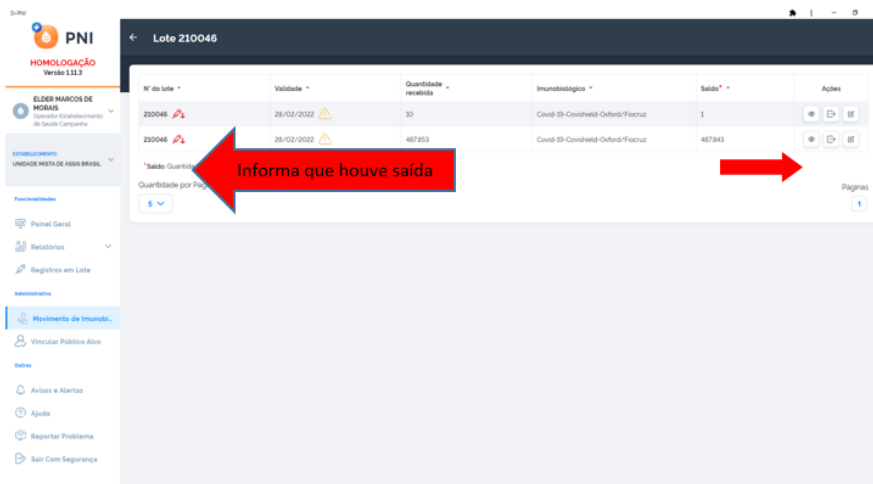 SI-PNI
PNI
HOMOLOGAÇÃO
Versão 1.11.3
ELDER MARCOS DE MORAIS
Operador Estabelecimento de Saúde Campanha
ESTABELECIMENTO
UNIDADE MISTA DE ASSIS BRASIL
Funcionalidades
Painel Geral
Relatórios
Registros em Lote
Administrativo
Movimento de Imunobi...
Vincular Público Alvo
Outros
Avisos e Alertas
Ajuda
Reportar Problema
Sair Com Segurança
Lote 210046
N° do lote Validade Quantidade recebida Imunobiológico Saldo* Ações
210046 28/02/2022 10 Covid-19-Covishield-Oxford/Fiocruz 1
210046 28/02/2022 487853 Covid-19-Covishield-Oxford/Fiocruz 487843
*Saldo: Quantid
Informa que houve saída
Quantidade por Pág
5
Páginas
1